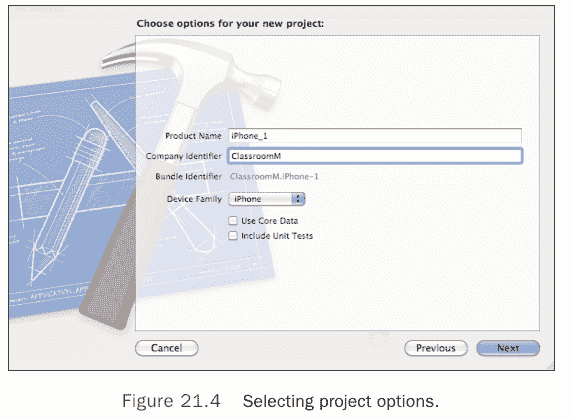 Choose options for your new project:
Product Name iPhone_1
Company Identifier ClassroomM
Bundle Identifier ClassroomM.iPhone-1
Device Family iPhone
Use Core Data
Include Unit Tests
Cancel Previous Next
Figure 21.4 Selecting project options.